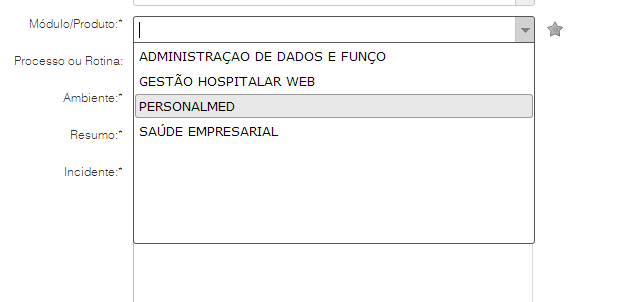 Módulo/Produto:*
ADMINISTRAÇAO DE DADOS E FUNÇO
Processo ou Rotina:
GESTÃO HOSPITALAR WEB
Ambiente:*
PERSONALMED
Resumo:*
SAÚDE EMPRESARIAL
Incidente:*